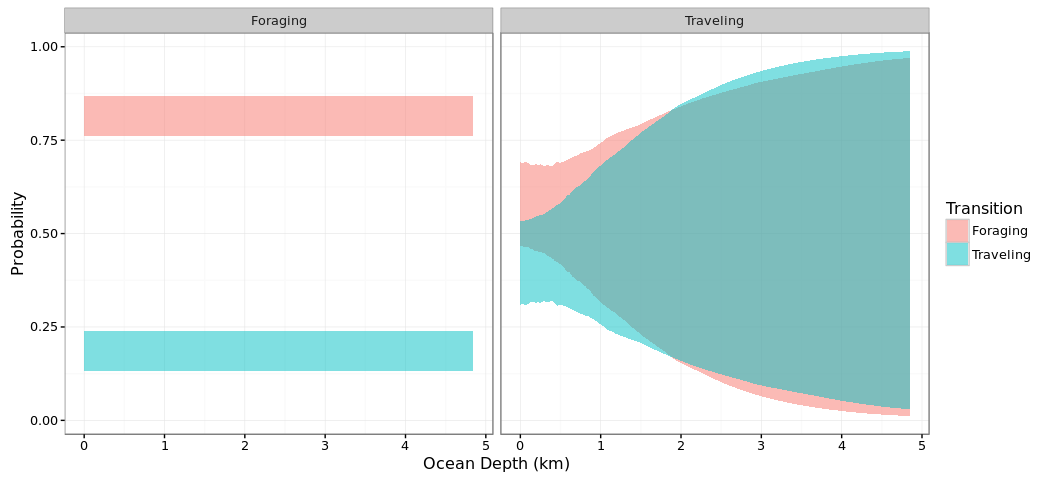 Foraging
Traveling
1.00
0.75
0.50
0.25
0.00
Probability
0 1 2 3 4 5
0 1 2 3 4 5
Ocean Depth (km)
Transition
Foraging
Traveling